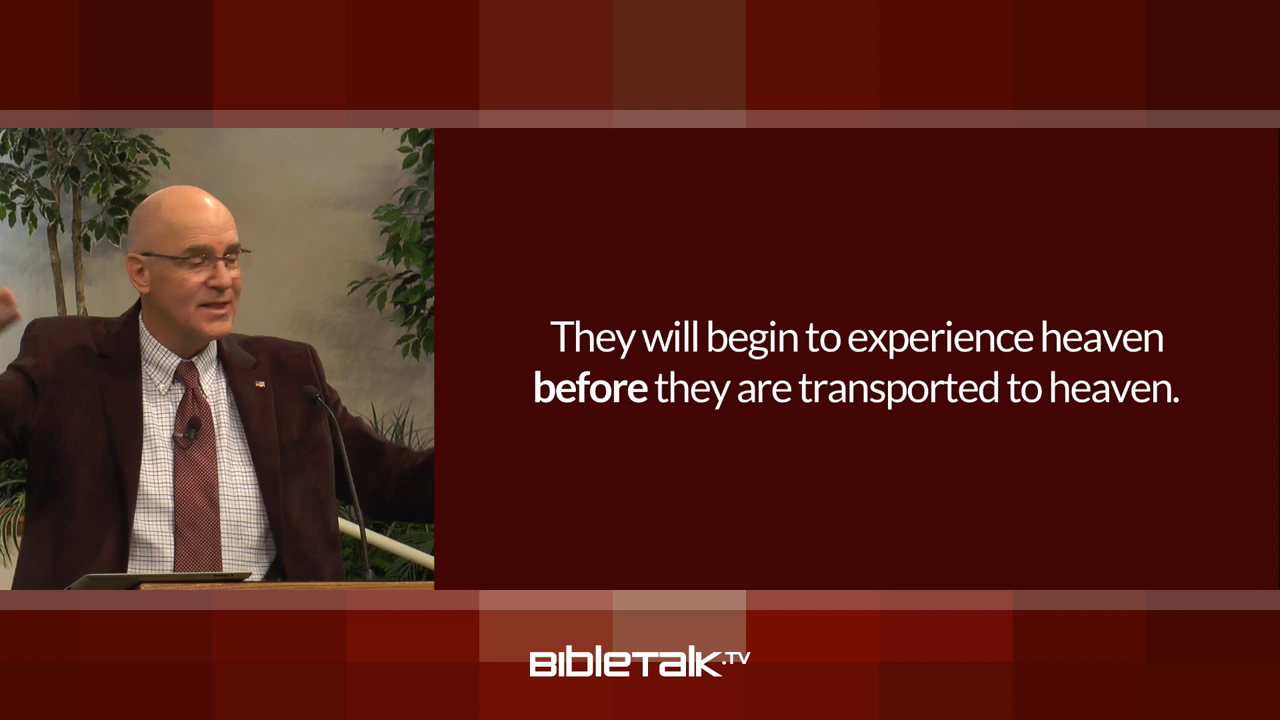 They will begin to experience heaven
before they are transported to heaven.
BIBLETALK.TV